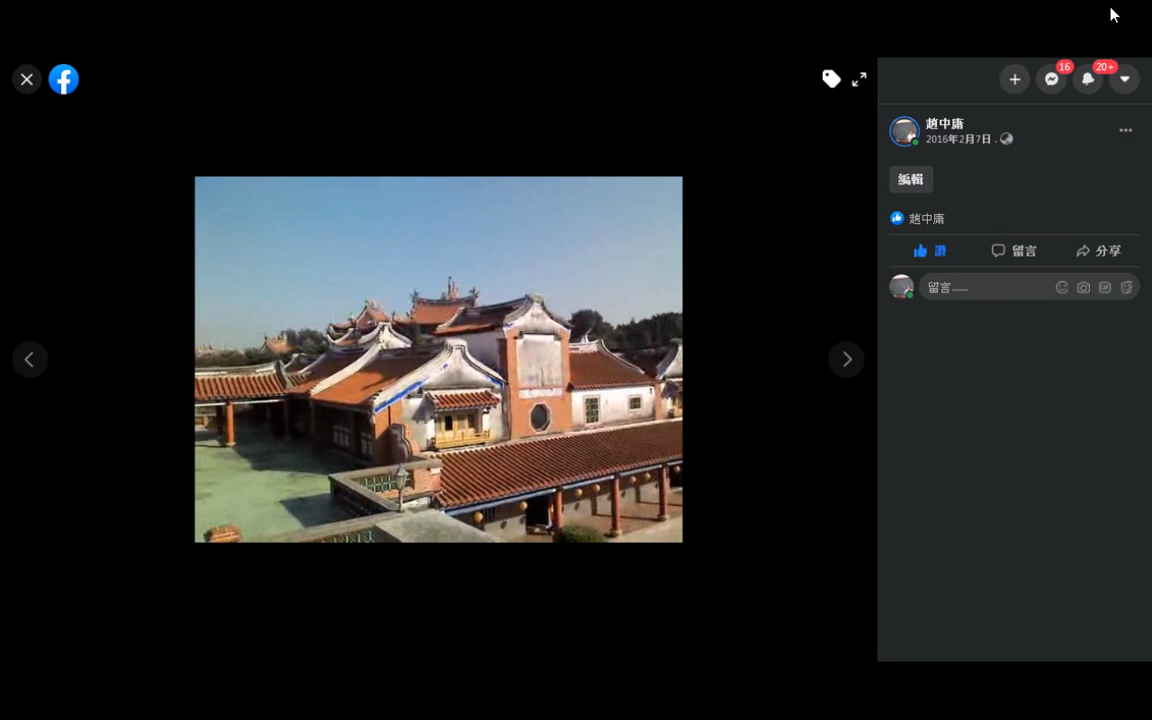 16
20+
趙中庸
2016年2月7日 .
編輯
趙中庸
讚
留言
分享
留言......